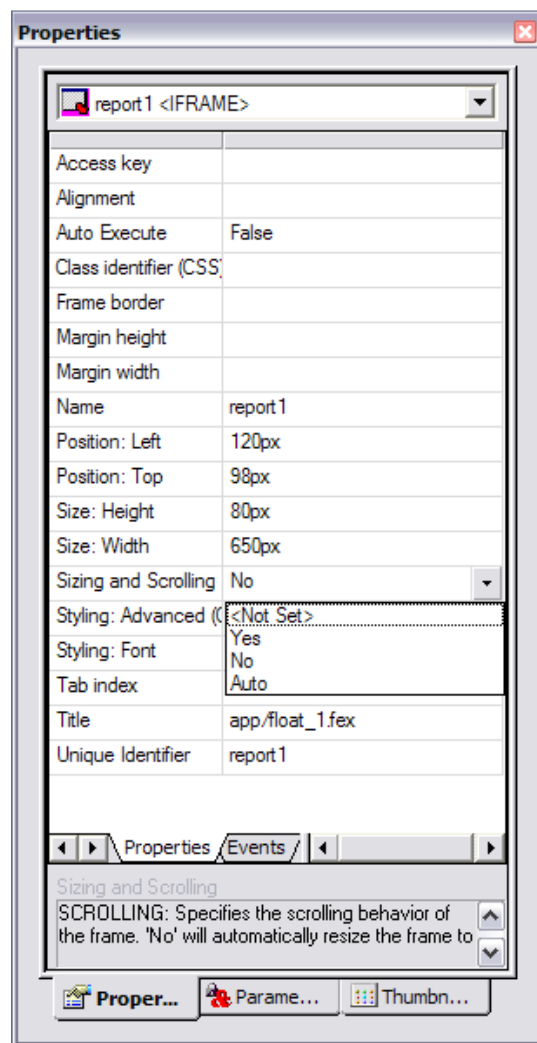 Properties
report1 <IFRAME>
Access key
Alignment
Auto Execute False
Class identifier (CSS)
Frame border
Margin height
Margin width
Name report1
Position: Left 120px
Position: Top 98px
Size: Height 80px
Size: Width 650px
Sizing and Scrolling No
Styling: Advanced (C <Not Set>
Yes
Styling: Font
No
Tab index Auto
Title app/float_1.fex
Unique Identifier report1
Properties Events
Sizing and Scrolling
SCROLLING: Specifies the scrolling behavior of
the frame. 'No' will automatically resize the frame to
Proper... Parame... Thumbn...